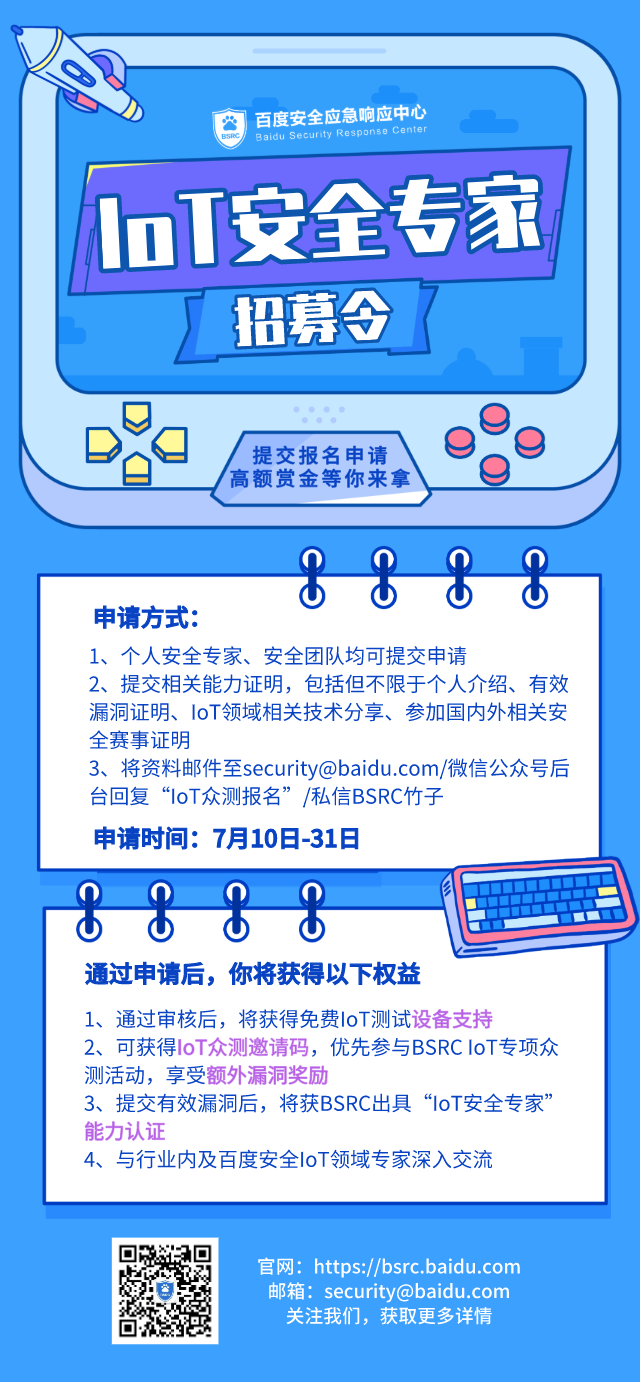 百度安全应急响应中心
BSRC
Baidu Security Response Center
IoT安全专家
招募令
提交报名申请
高额赏金等你来拿
申请方式：
1、个人安全专家、安全团队均可提交申请
2、提交相关能力证明，包括但不限于个人介绍、有效
漏洞证明、IoT领域相关技术分享、参加国内外相关安
全赛事证明
3、将资料邮件至security@baidu.com/微信公众号后
台回复“IoT众测报名”/私信BSRC竹子
申请时间：7月10日-31日
通过申请后，你将获得以下权益
1、通过审核后，将获得免费IoT测试设备支持
2、可获得IoT众测邀请码，优先参与BSRC IoT专项众
测活动，享受额外漏洞奖励
3、提交有效漏洞后，将获BSRC出具“IoT安全专家”
能力认证
4、与行业内及百度安全IoT领域专家深入交流
官网：https://bsrc.baidu.com
邮箱：security@baidu.com
关注我们，获取更多详情